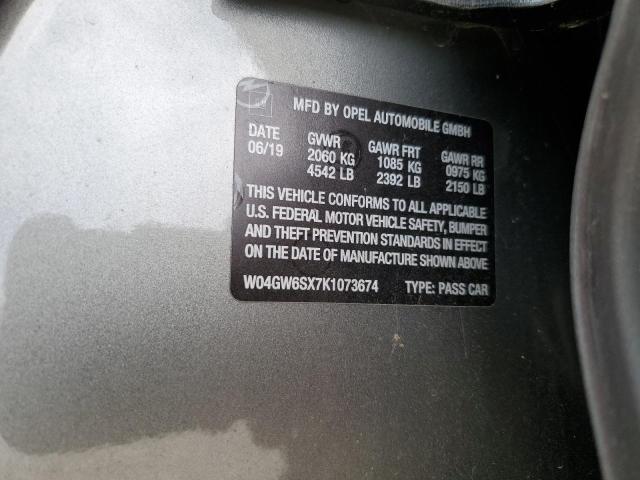 MFD BY OPEL AUTOMOBILE GMBH
DATE GVWR GAWR FRT GAWR RR
06/19 2060 KG 1085 KG 0975 KG
4542 LB 2392 LB 2150 LB
THIS VEHICLE CONFORMS TO ALL APPLICABLE
U.S. FEDERAL MOTOR VEHICLE SAFETY, BUMPER
AND THEFT PREVENTION STANDARDS IN EFFECT
ON THE DATE OF MANUFACTURE SHOWN ABOVE
W04GW6SX7K1073674 TYPE: PASS CAR